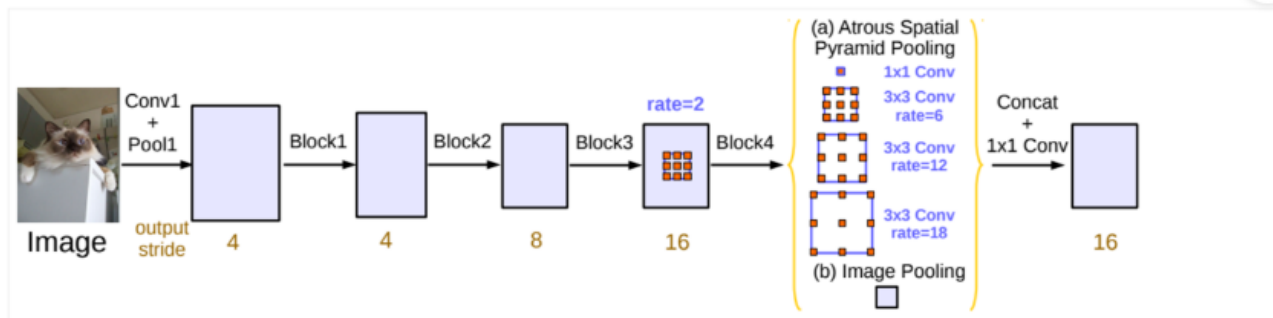 Image
Conv1
+
Pool1
output
stride
4
Block1
4
Block2
8
Block3
rate=2
16
Block4
(a) Atrous Spatial
Pyramid Pooling
1x1 Conv
3x3 Conv
rate=6
3x3 Conv
rate=12
3x3 Conv
rate=18
(b) Image Pooling
Concat
+
1x1 Conv
16